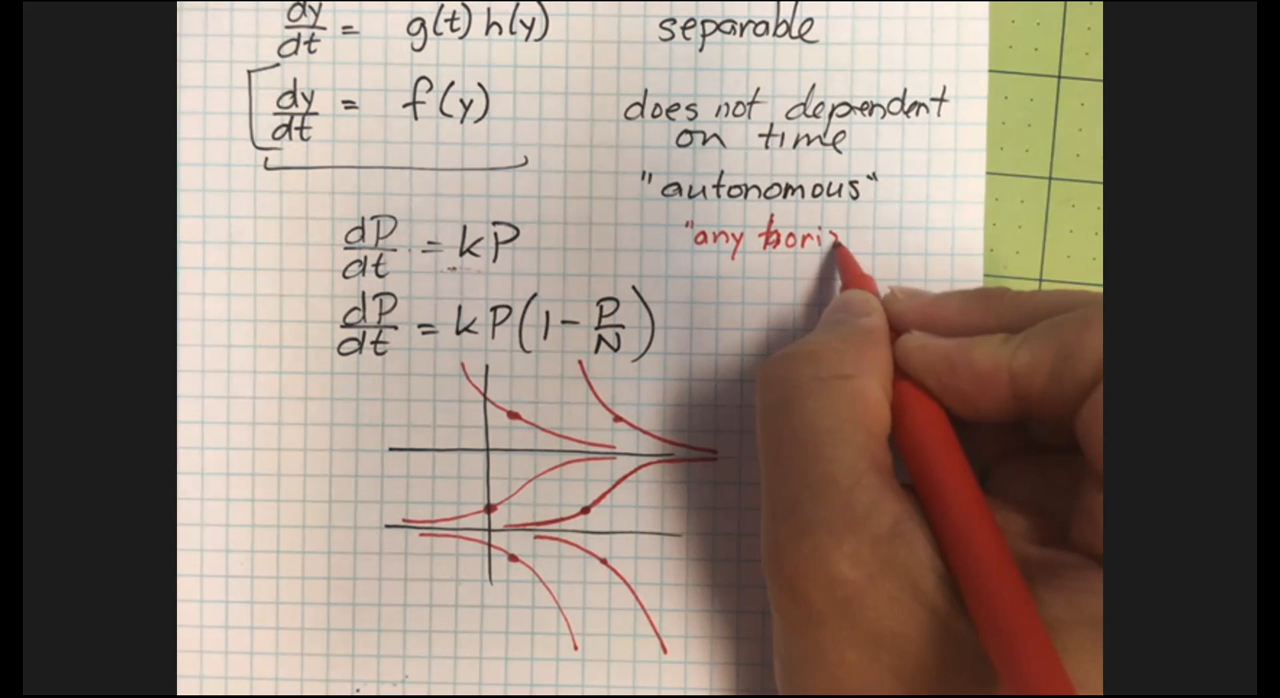 dy/dt = g(t) h(y) separable
dy/dt = f(y) does not dependent
on time
"autonomous"
dP/dt = kP "any hori
dP/dt = kP(1 - P/N)